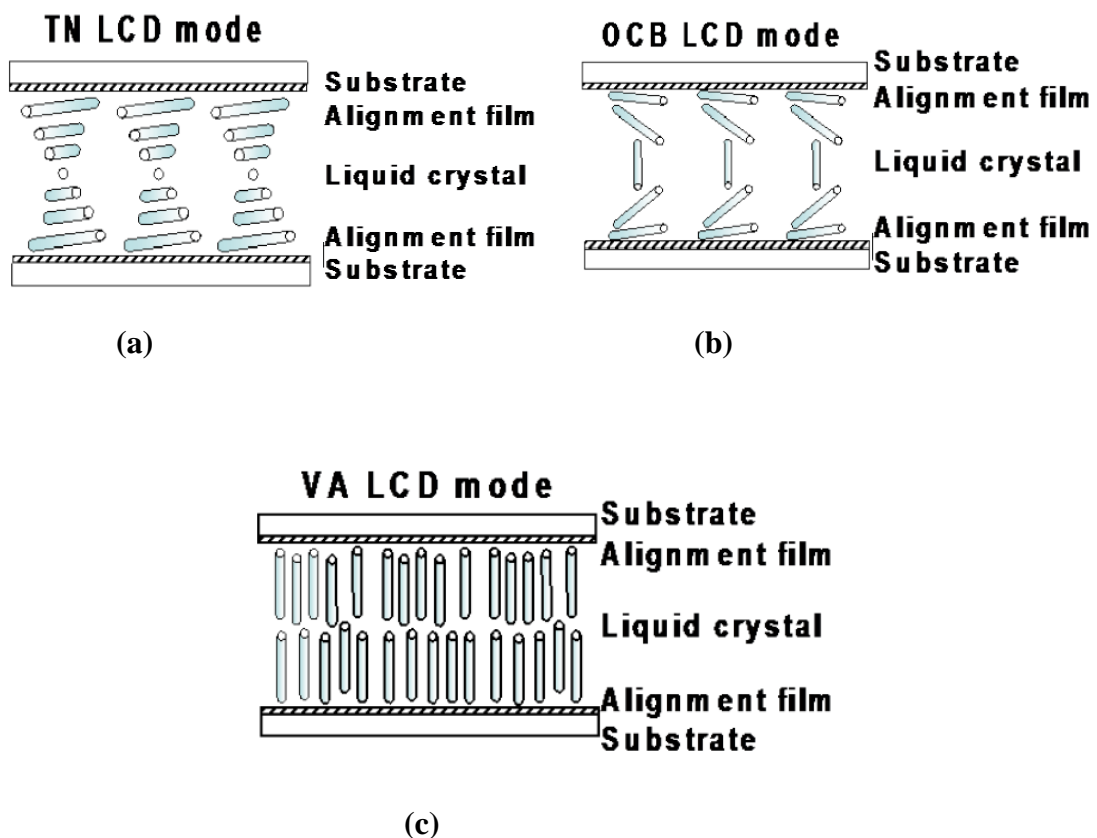 TN LCD mode
Substrate
Alignment film
Liquid crystal
Alignment film
Substrate
(a)
OCB LCD mode
Substrate
Alignment film
Liquid crystal
Alignment film
Substrate
(b)
VA LCD mode
Substrate
Alignment film
Liquid crystal
Alignment film
Substrate
(c)